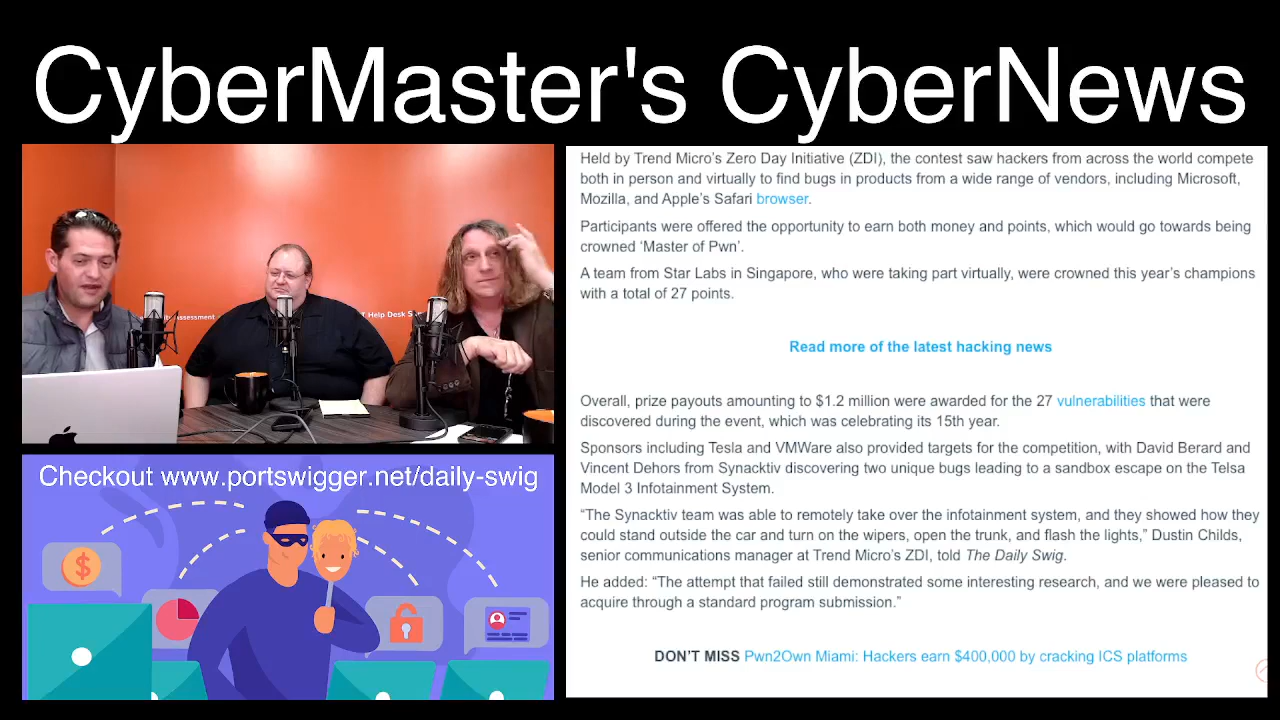 CyberMaster's CyberNews
Assessment
Help Desk
Checkout www.portswigger.net/daily-swig
Held by Trend Micro’s Zero Day Initiative (ZDI), the contest saw hackers from across the world compete
both in person and virtually to find bugs in products from a wide range of vendors, including Microsoft,
Mozilla, and Apple’s Safari browser.
Participants were offered the opportunity to earn both money and points, which would go towards being
crowned ‘Master of Pwn’.
A team from Star Labs in Singapore, who were taking part virtually, were crowned this year’s champions
with a total of 27 points.
Read more of the latest hacking news
Overall, prize payouts amounting to $1.2 million were awarded for the 27 vulnerabilities that were
discovered during the event, which was celebrating its 15th year.
Sponsors including Tesla and VMWare also provided targets for the competition, with David Berard and
Vincent Dehors from Synacktiv discovering two unique bugs leading to a sandbox escape on the Telsa
Model 3 Infotainment System.
“The Synacktiv team was able to remotely take over the infotainment system, and they showed how they
could stand outside the car and turn on the wipers, open the trunk, and flash the lights,” Dustin Childs,
senior communications manager at Trend Micro’s ZDI, told The Daily Swig.
He added: “The attempt that failed still demonstrated some interesting research, and we were pleased to
acquire through a standard program submission.”
DON’T MISS Pwn2Own Miami: Hackers earn $400,000 by cracking ICS platforms